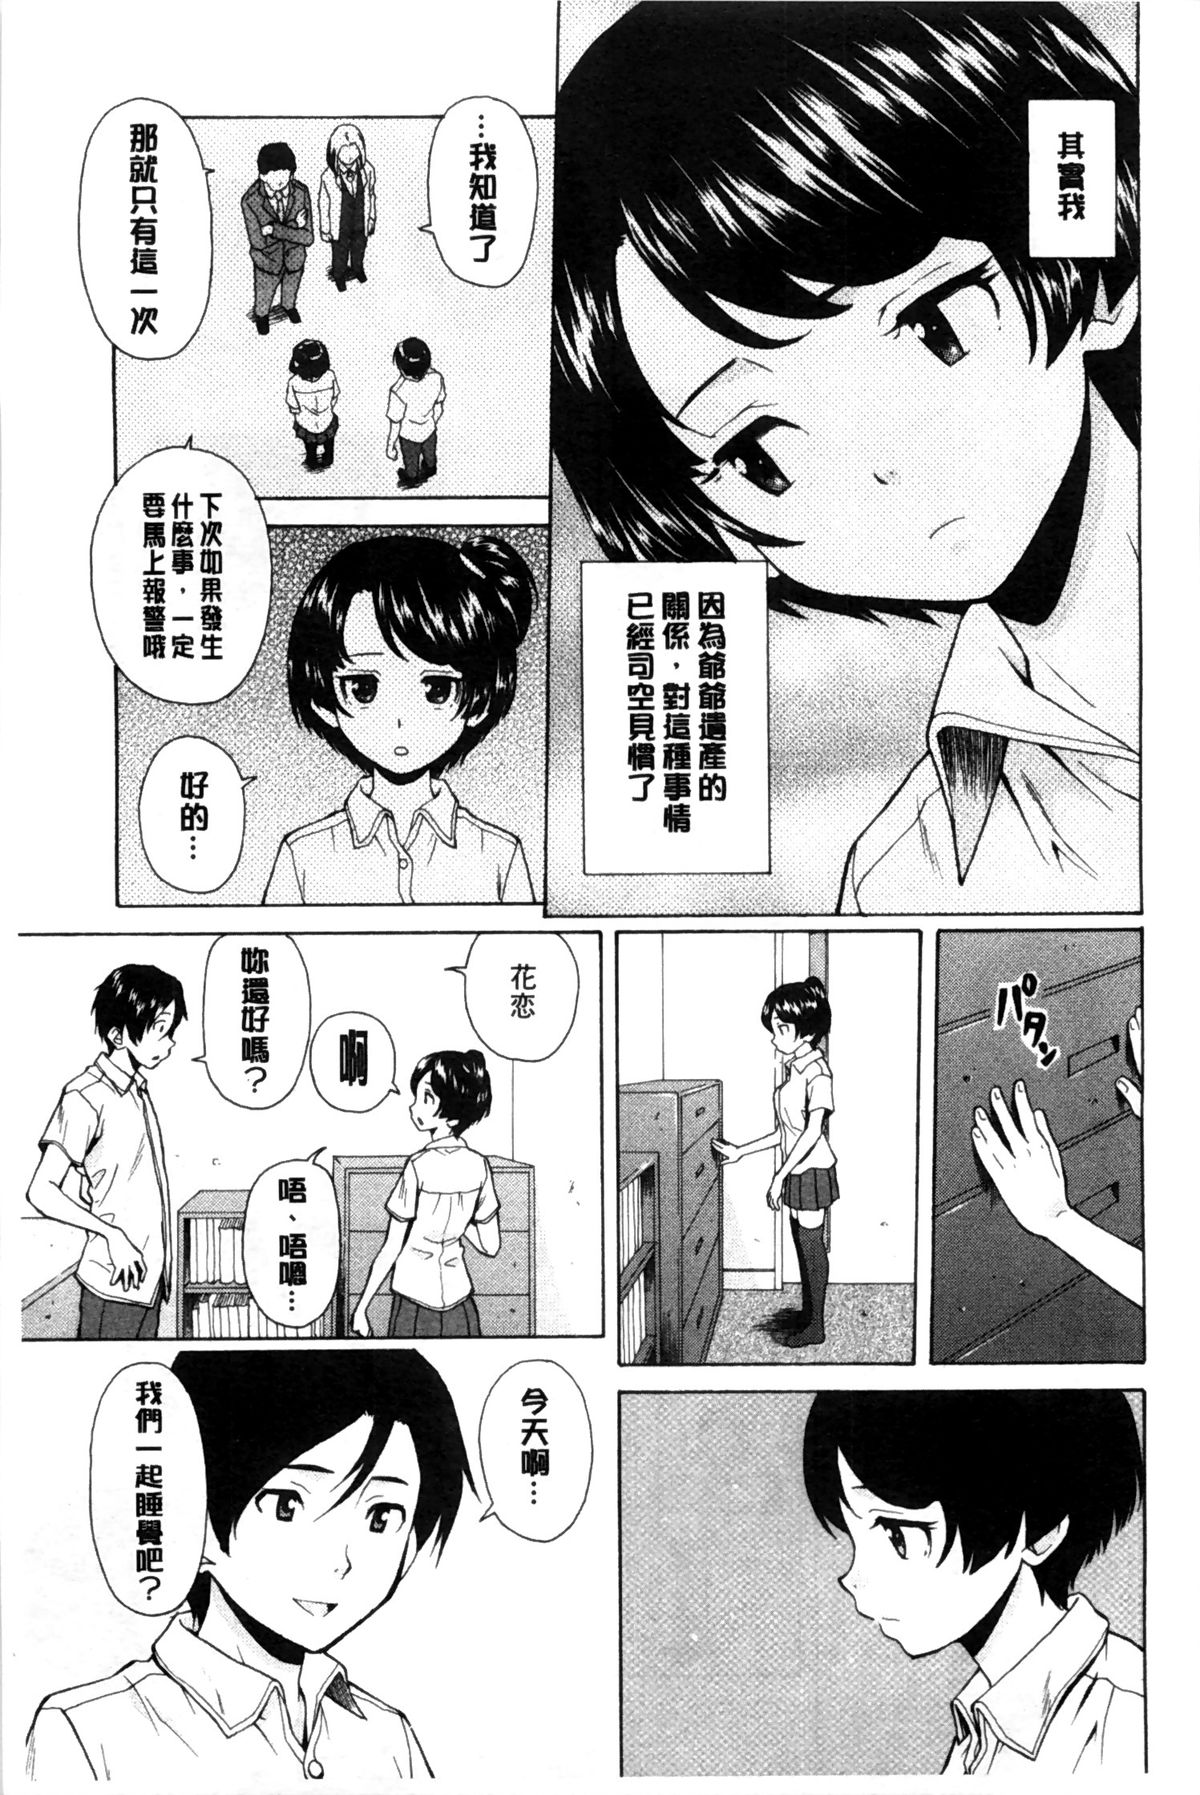 其實我
因為爺爺遺產的
關係，對這種事情
已經司空見慣了
…我知道了
那就只有這一次
下次如果發生
什麼事，一定
要馬上報警哦
好的…
パタン
花恋
啊
妳還好嗎？
唔、唔嗯…
今天啊…
我們一起睡覺吧？